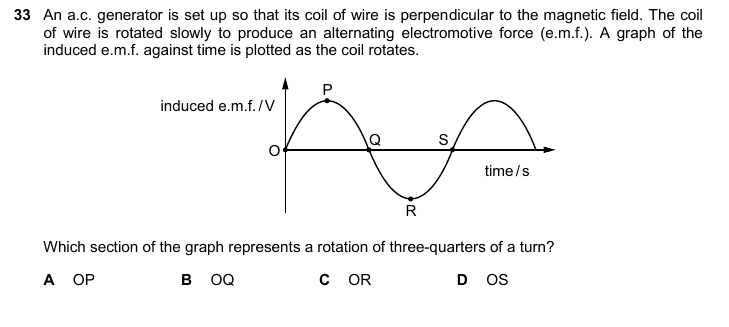 33 An a.c. generator is set up so that its coil of wire is perpendicular to the magnetic field. The coil
of wire is rotated slowly to produce an alternating electromotive force (e.m.f.). A graph of the
induced e.m.f. against time is plotted as the coil rotates.
P
induced e.m.f. / V
Q
S
O
time / s
R
Which section of the graph represents a rotation of three-quarters of a turn?
A OP B OQ C OR D OS